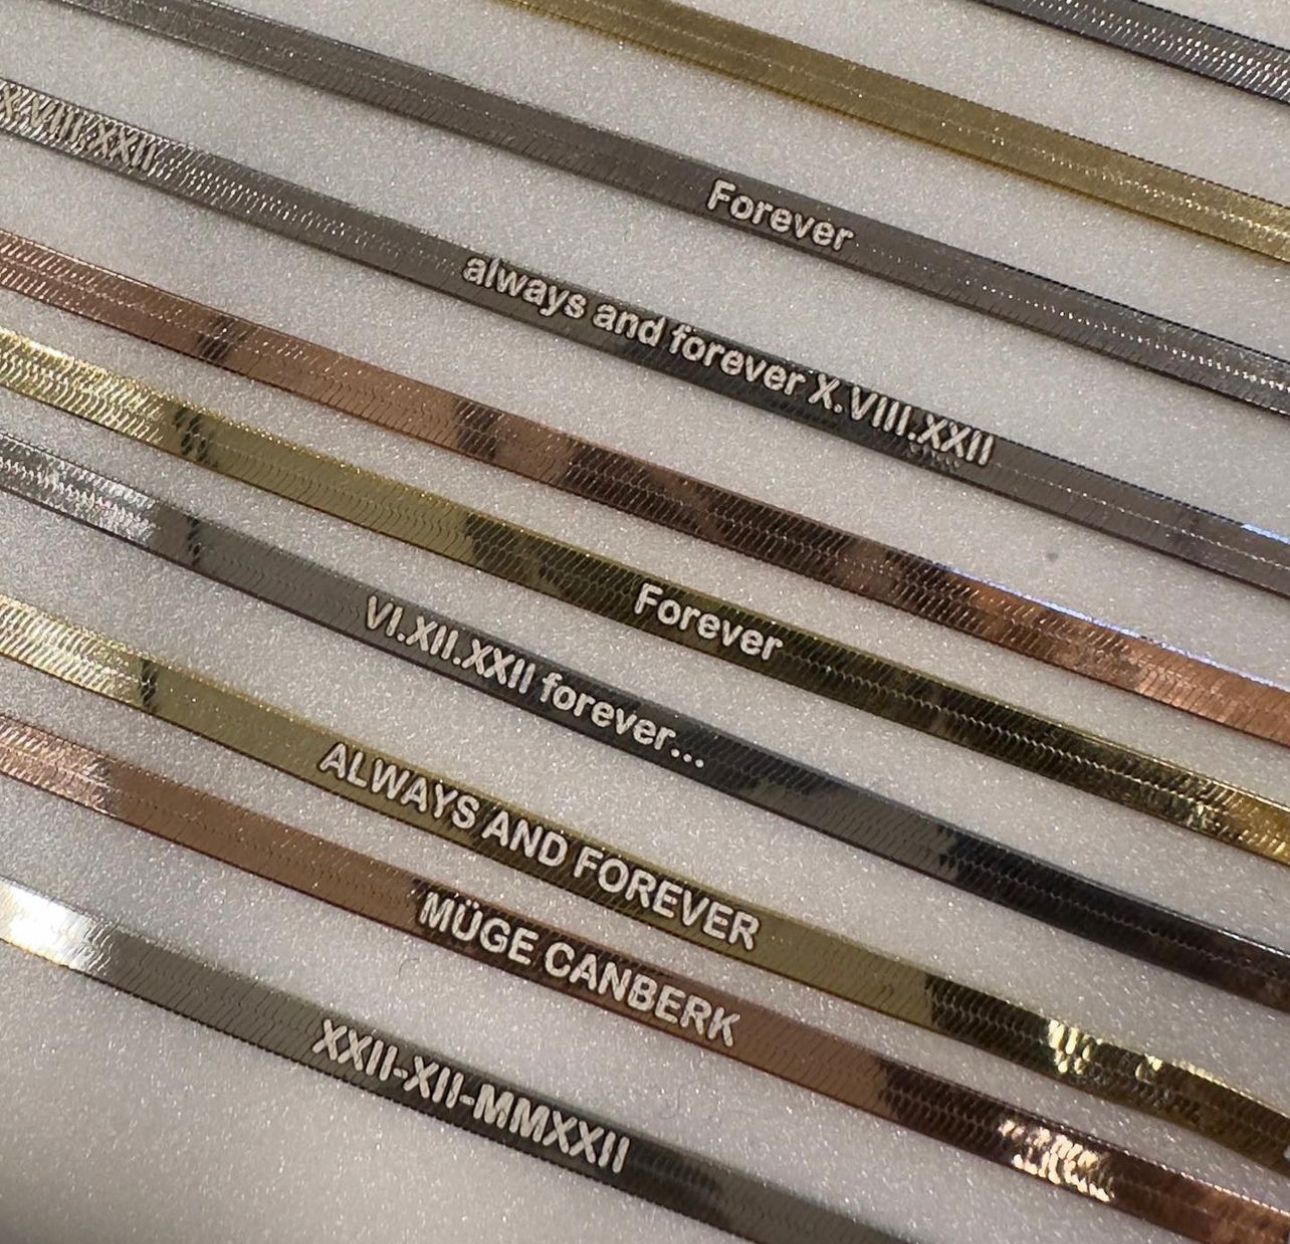 Forever
X.VIII.XXII
always and forever X.VIII.XXII
Forever
VI.XII.XXII forever...
ALWAYS AND FOREVER
MÜGE CANBERK
XXII-XII-MMXXII